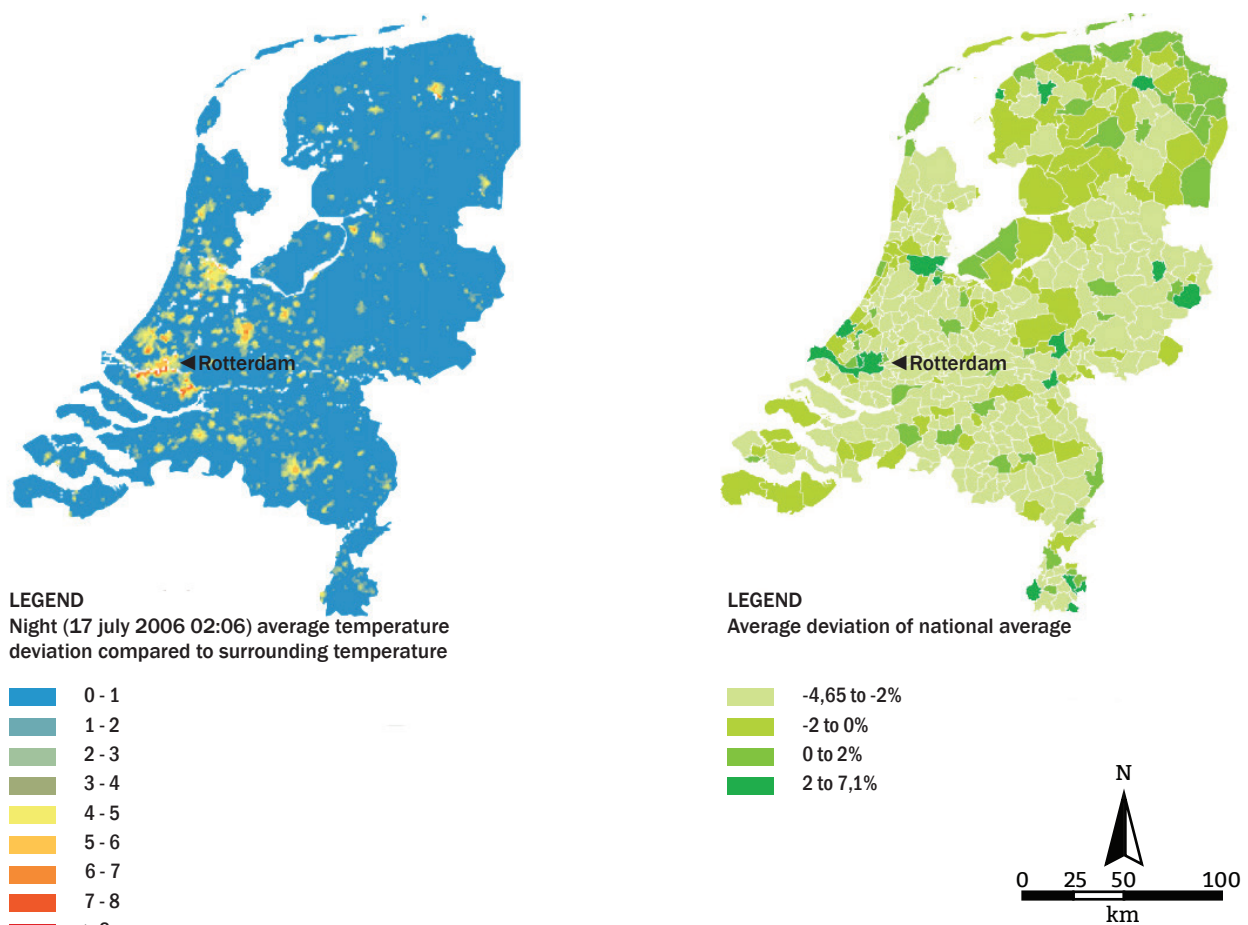 Rotterdam
Rotterdam
LEGEND
Night (17 july 2006 02:06) average temperature
deviation compared to surrounding temperature
0 - 1
1 - 2
2 - 3
3 - 4
4 - 5
5 - 6
6 - 7
7 - 8
LEGEND
Average deviation of national average
-4,65 to -2%
-2 to 0%
0 to 2%
2 to 7,1%
N
0 25 50 100
km